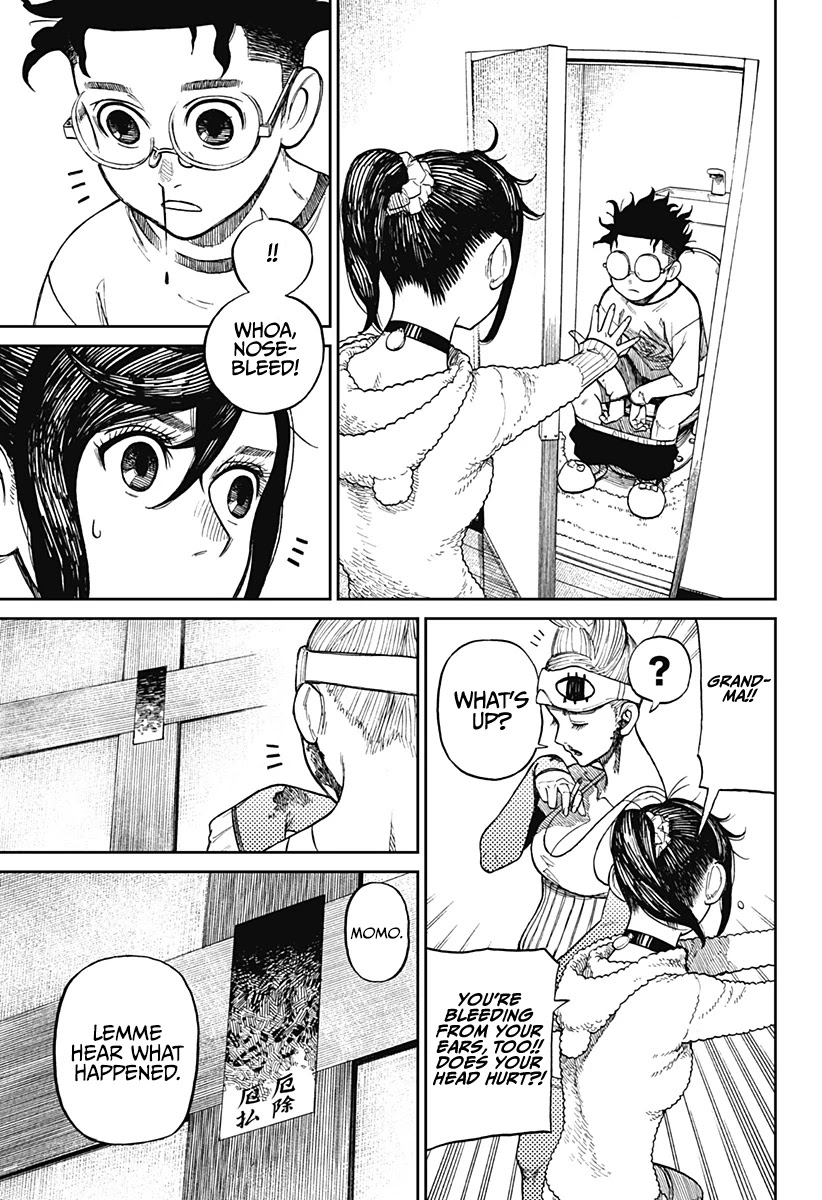 !!
WHOA,
NOSE-
BLEED!
GRAND-
MA!!
?
WHAT'S
UP?
YOU'RE
BLEEDING
FROM YOUR
EARS, TOO!!
DOES YOUR
HEAD HURT?!
MOMO.
LEMME
HEAR WHAT
HAPPENED.
厄除
厄払